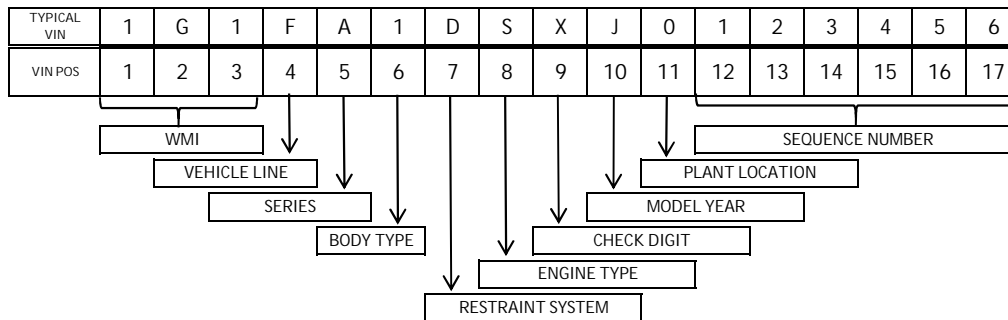 TYPICAL
VIN 1 G 1 F A 1 D S X J 0 1 2 3 4 5 6
VIN POS 1 2 3 4 5 6 7 8 9 10 11 12 13 14 15 16 17
WMI SEQUENCE NUMBER
VEHICLE LINE PLANT LOCATION
SERIES MODEL YEAR
BODY TYPE CHECK DIGIT
ENGINE TYPE
RESTRAINT SYSTEM